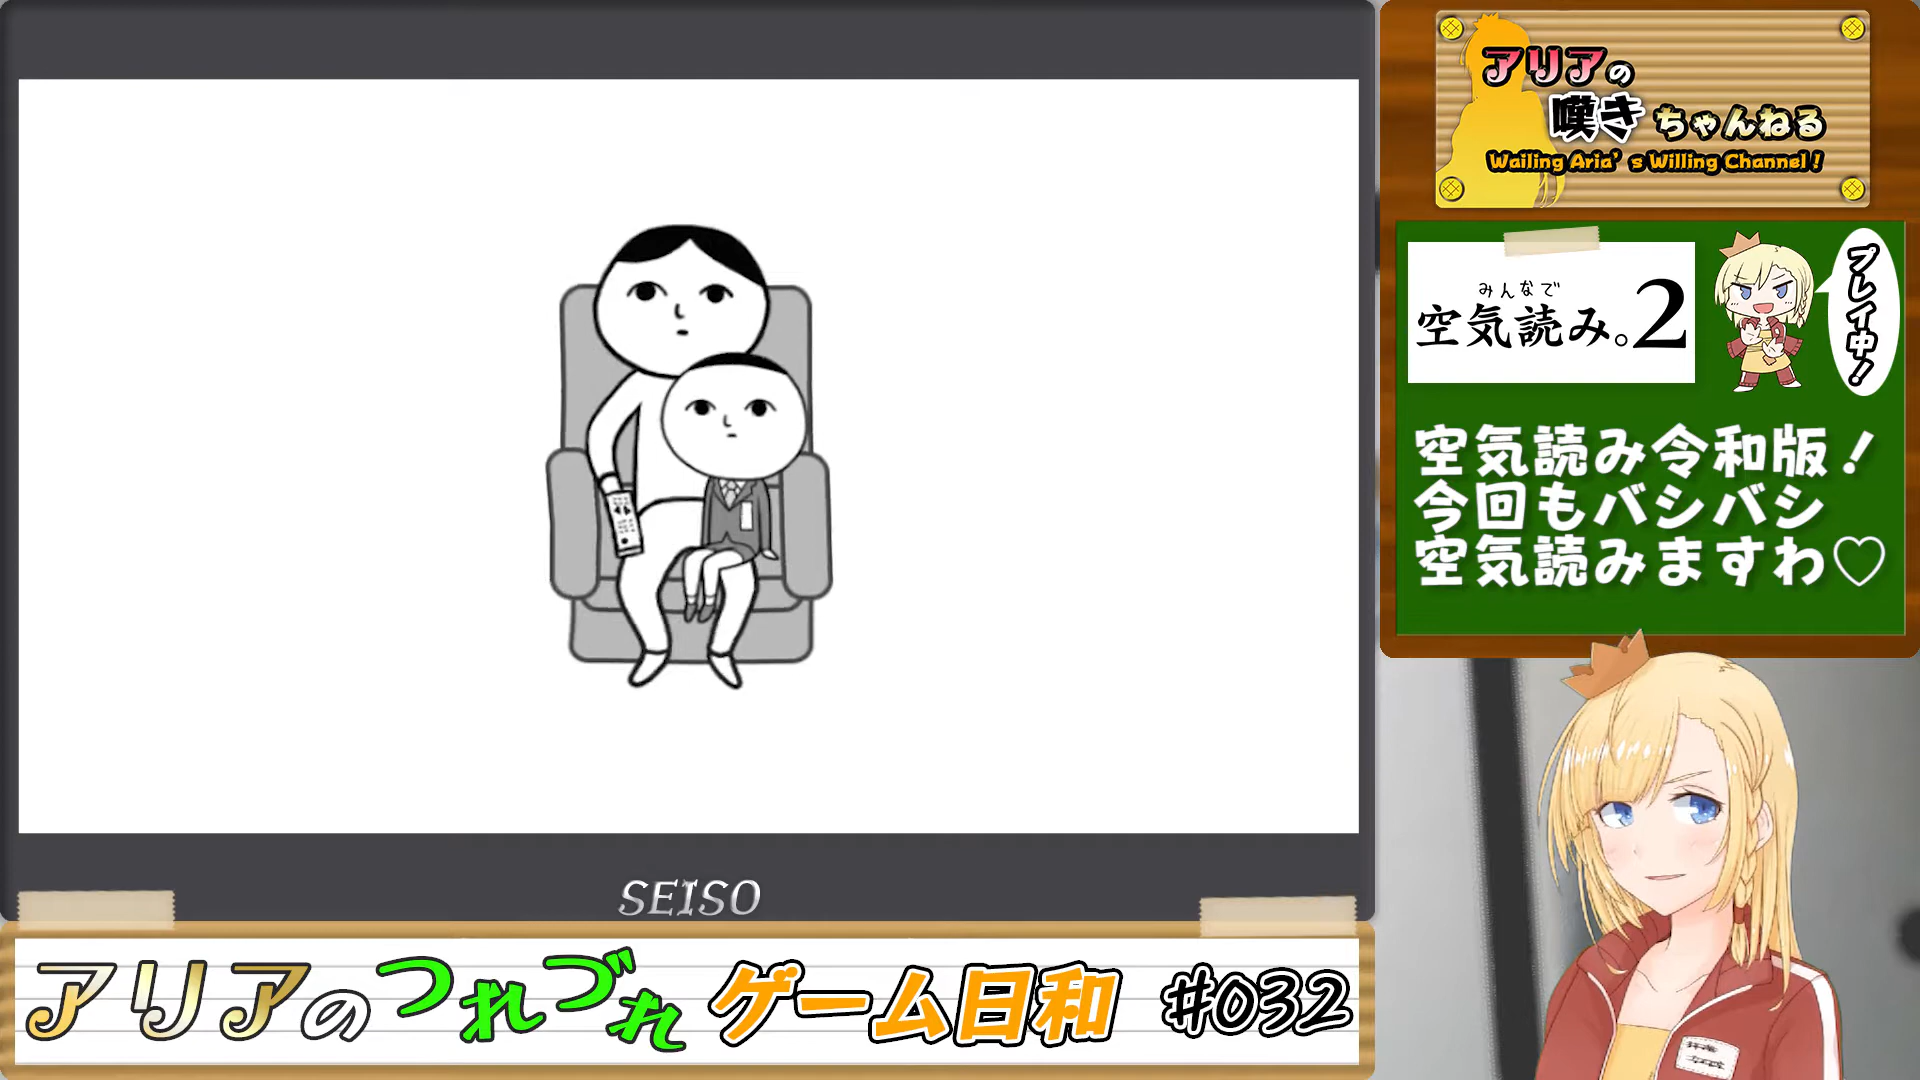 アリアの
嘆きちゃんねる
Wailing Aria's Willing Channel!
みんなで
空気読み。2
プレイ中!
空気読み令和版!
今回もバシバシ
空気読みますわ♡
SEISO
アリアのつれづれゲーム日和 #032